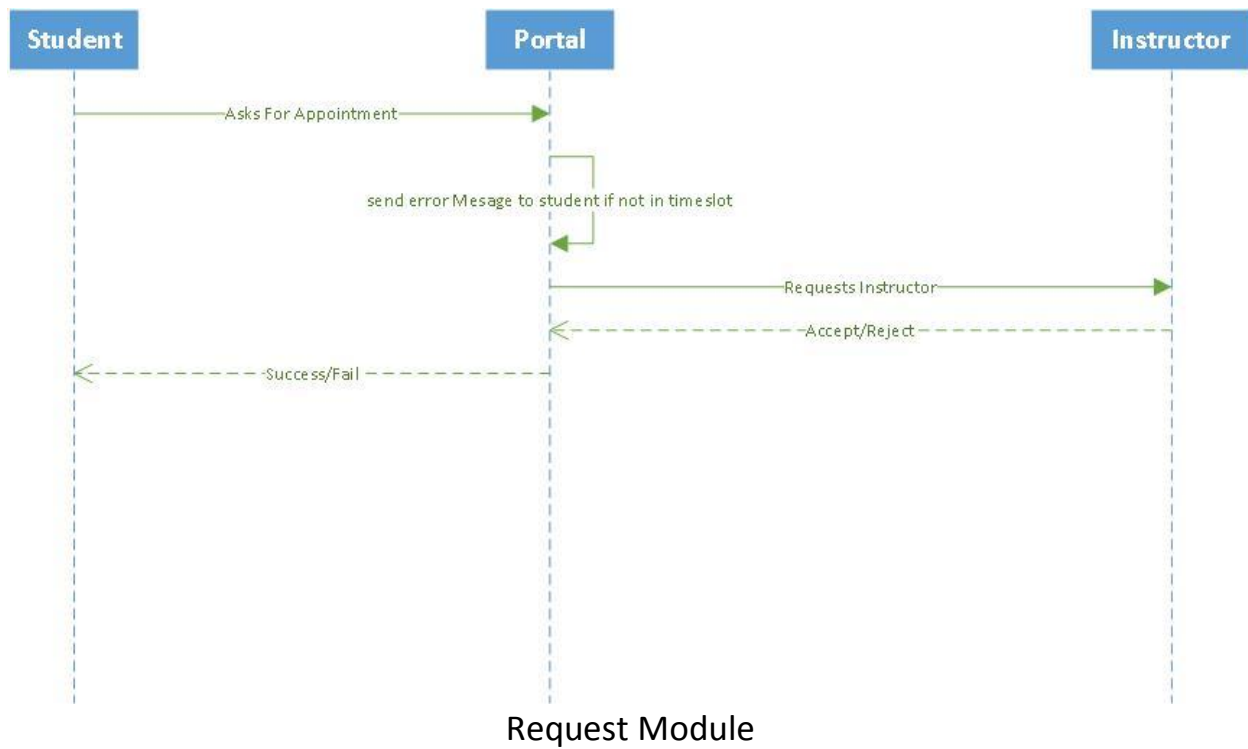 Student
Portal
Instructor
Asks For Appointment
send error Mesage to student if not in timeslot
Requests Instructor
Accept/Reject
Success/Fail
Request Module